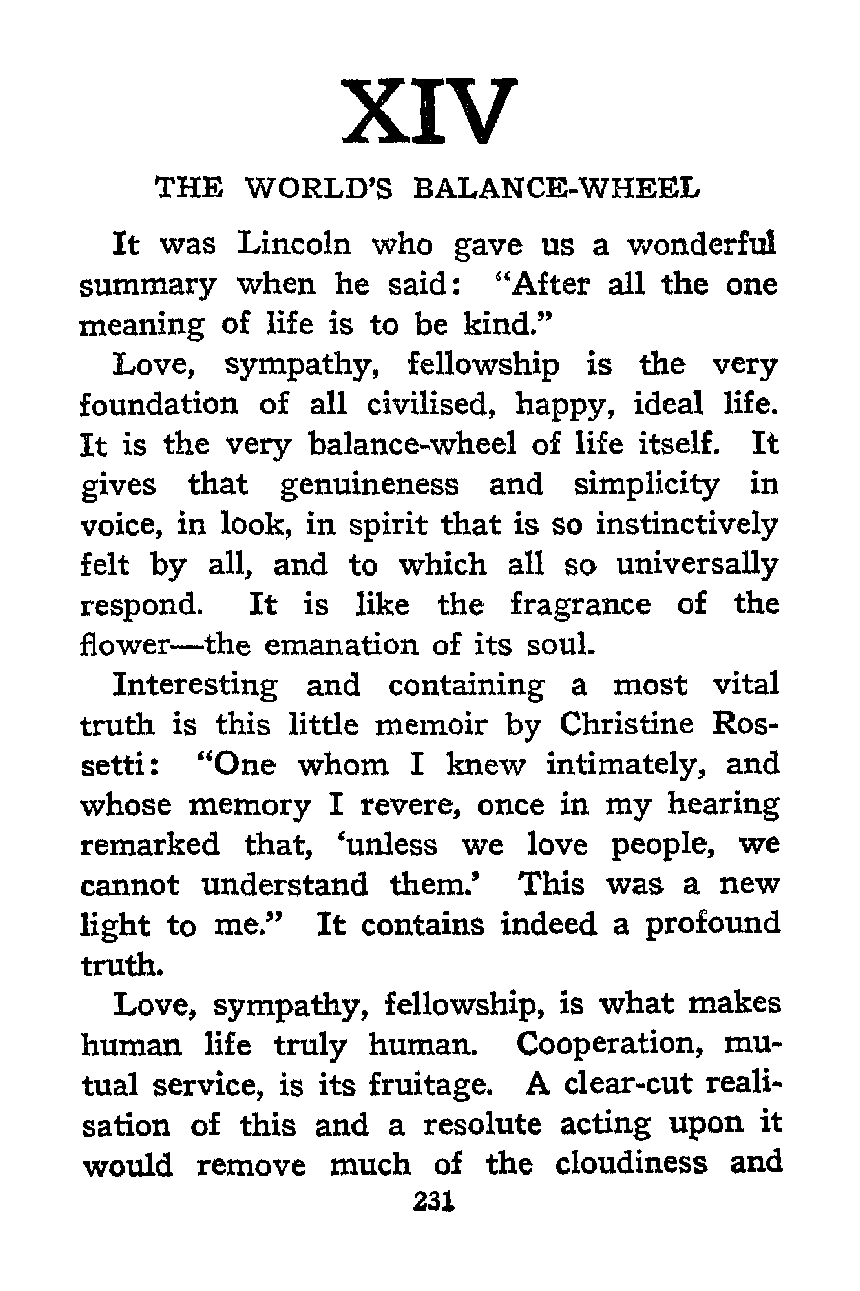 XIV
THE WORLD'S BALANCE-WHEEL
It was Lincoln who gave us a wonderful
summary when he said: “After all the one
meaning of life is to be kind.”
Love, sympathy, fellowship is the very
foundation of all civilised, happy, ideal life.
It is the very balance-wheel of life itself. It
gives that genuineness and simplicity in
voice, in look, in spirit that is so instinctively
felt by all, and to which all so universally
respond. It is like the fragrance of the
flower—the emanation of its soul.
Interesting and containing a most vital
truth is this little memoir by Christine Ros-
setti: “One whom I knew intimately, and
whose memory I revere, once in my hearing
remarked that, ‘unless we love people, we
cannot understand them.’ This was a new
light to me.” It contains indeed a profound
truth.
Love, sympathy, fellowship, is what makes
human life truly human. Cooperation, mu-
tual service, is its fruitage. A clear-cut reali-
sation of this and a resolute acting upon it
would remove much of the cloudiness and
231